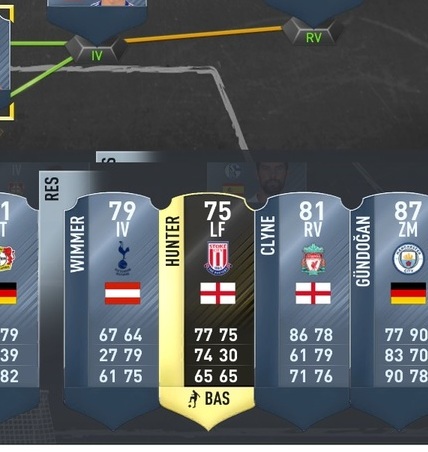 IV
RV
RES
WIMMER
79
IV
67 64
27 79
61 75
HUNTER
75
LF
STOKE
77 75
74 30
65 65
BAS
CLYNE
81
RV
86 78
61 79
71 76
GÜNDOĞAN
87
ZM
77 90
83 70
90 78
1
T
79
39
82
S